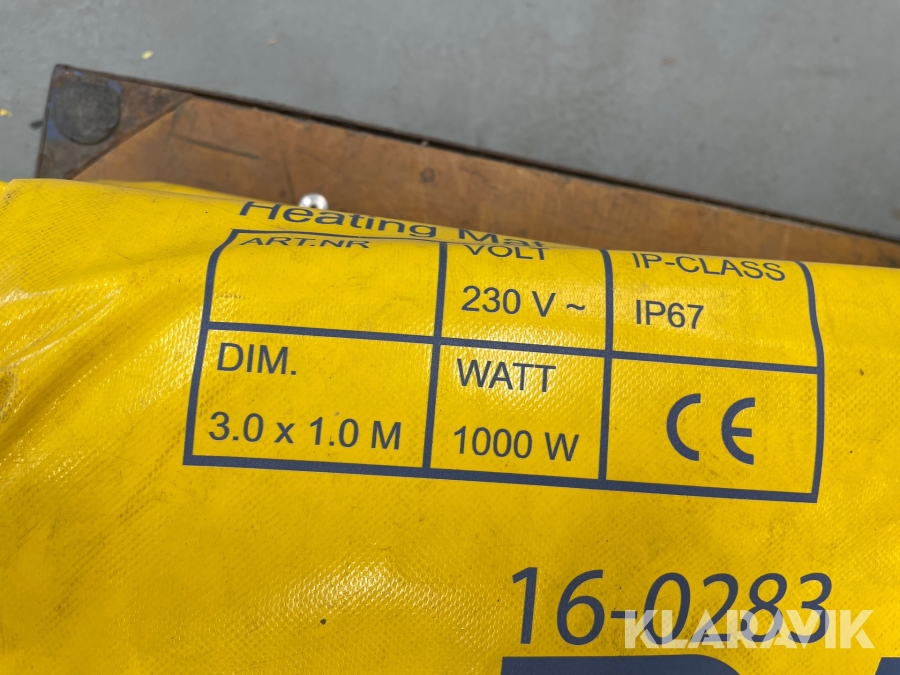 Heating Mat
ART.NR
VOLT
IP-CLASS
230 V ~
IP67
DIM.
WATT
3.0 x 1.0 M
1000 W
CE
16-0283
KLARAVIK